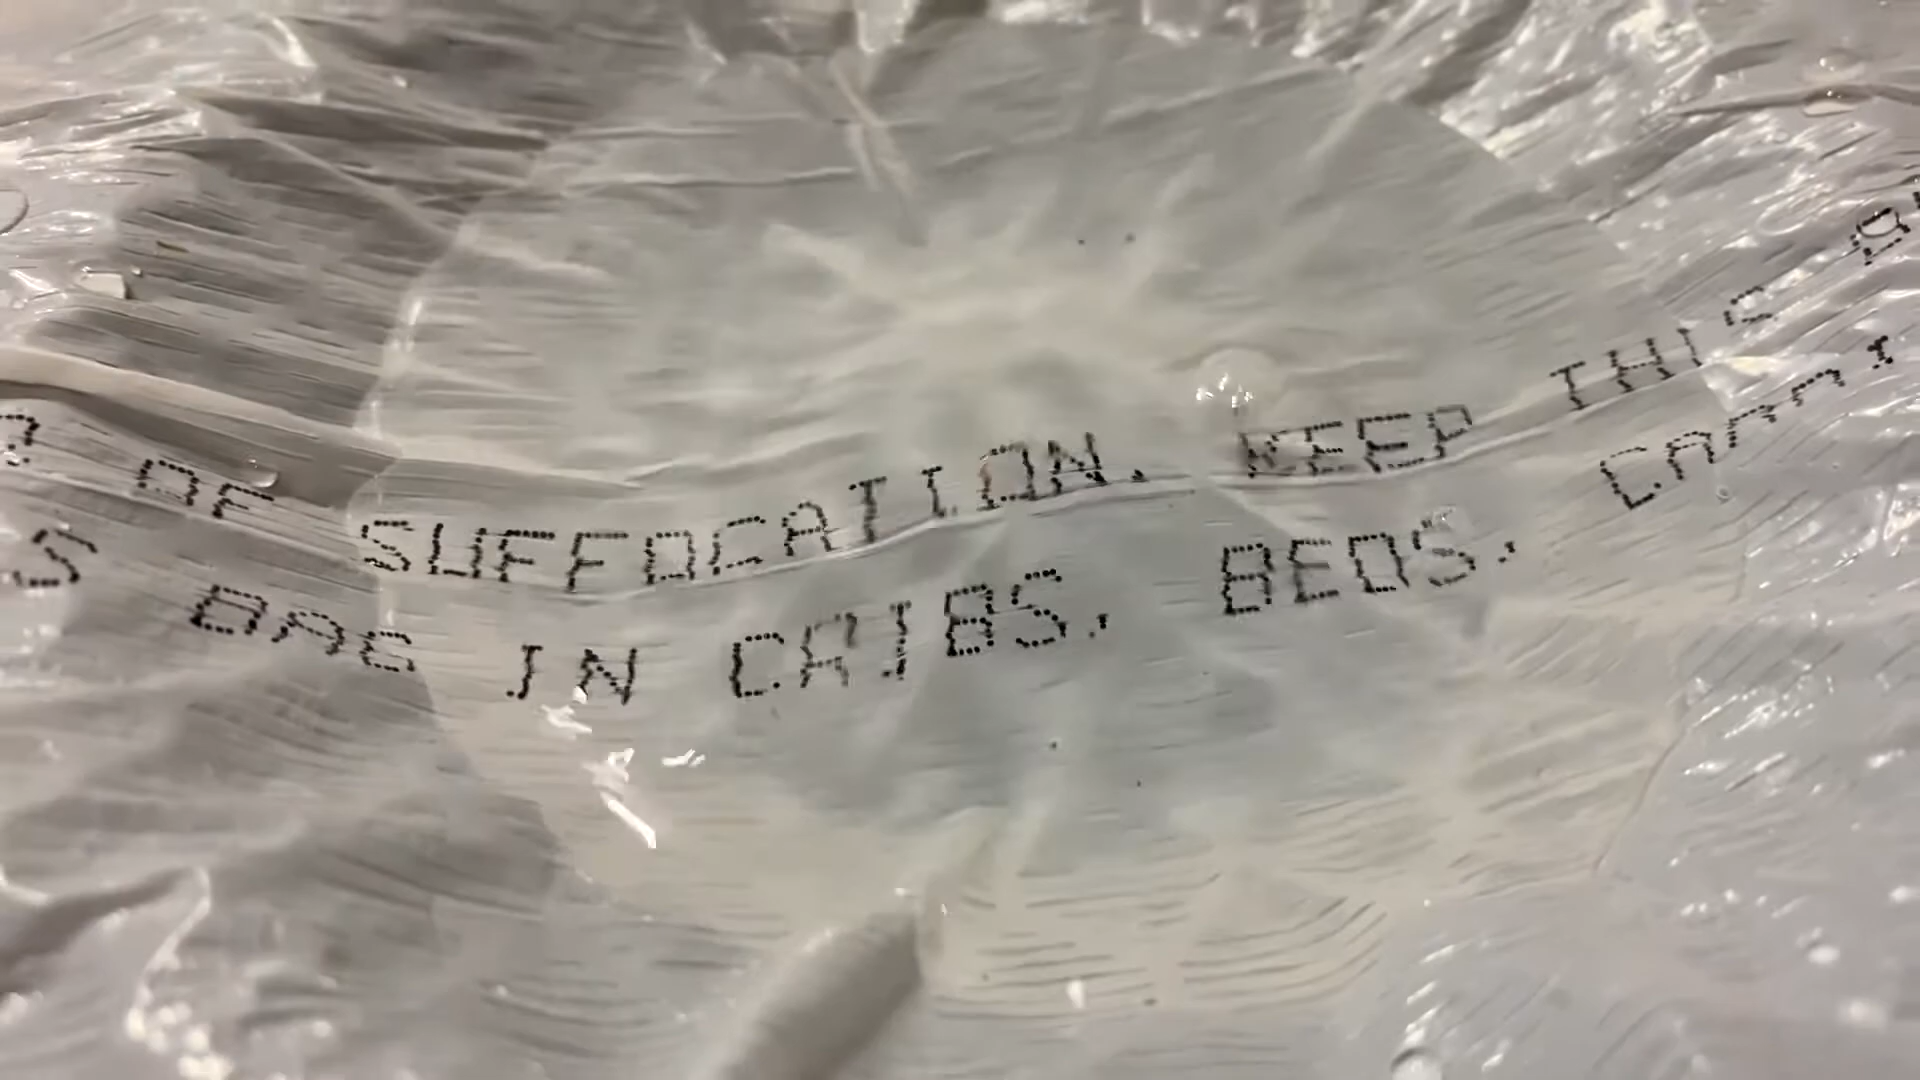 OF SUFFOCATION. KEEP THIS
BAG IN CRIBS, BEDS,